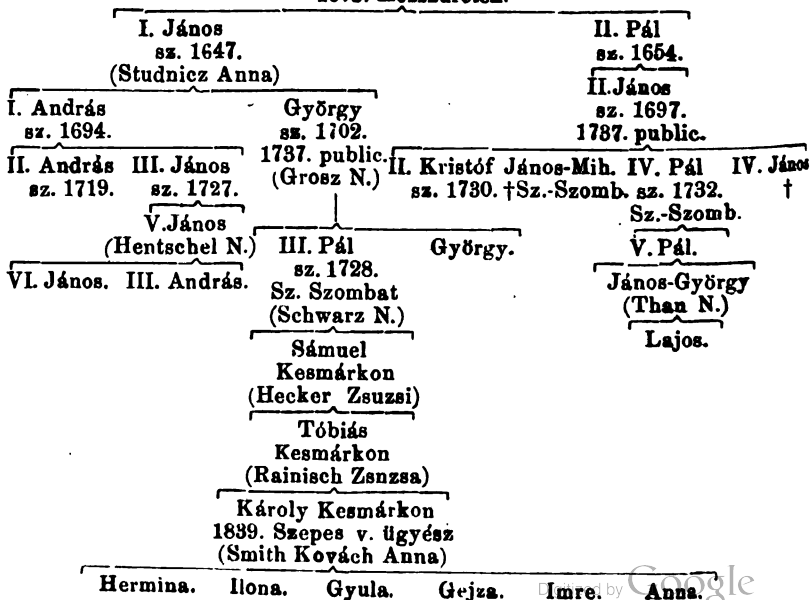 I. János
sz. 1647.
(Studnicz Anna)
II. Pál
sz. 1654.
II. János
sz. 1697.
1787. public.
I. András
sz. 1694.
György
sz. 1702.
1737. public.
(Grosz N.)
II. András
sz. 1719.
III. János
sz. 1727.
II. Kristóf
sz. 1730.
János-Mih.
†Sz.-Szomb.
IV. Pál
sz. 1732.
Sz.-Szomb.
IV. János
†
V. János
(Hentschel N.)
VI. János. III. András.
III. Pál
sz. 1728.
Sz. Szombat
(Schwarz N.)
György.
V. Pál.
János-György
(Than N.)
Lajos.
Sámuel
Kesmárkon
(Hecker Zsuzsi)
Tóbiás
Kesmárkon
(Rainisch Zsnzsa)
Károly Kesmárkon
1839. Szepes v. ügyész
(Smith Kovách Anna)
Hermina. Ilona. Gyula. Gejza. Imre. Anna.
Digitized by Google